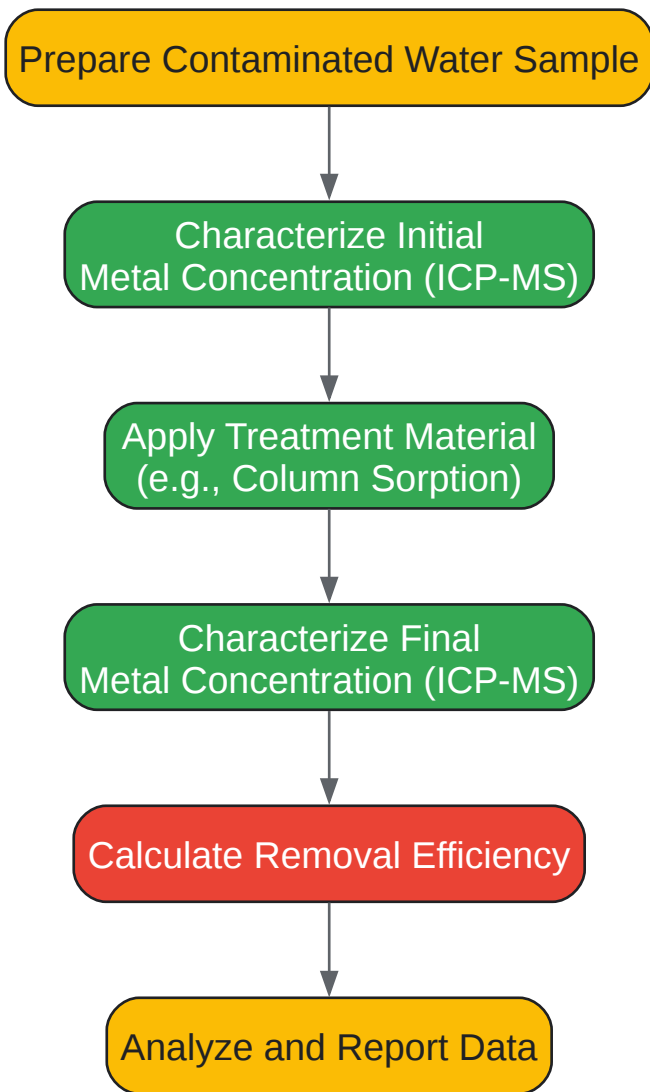 Prepare Contaminated Water Sample
Characterize Initial
Metal Concentration (ICP-MS)
Apply Treatment Material
(e.g., Column Sorption)
Characterize Final
Metal Concentration (ICP-MS)
Calculate Removal Efficiency
Analyze and Report Data